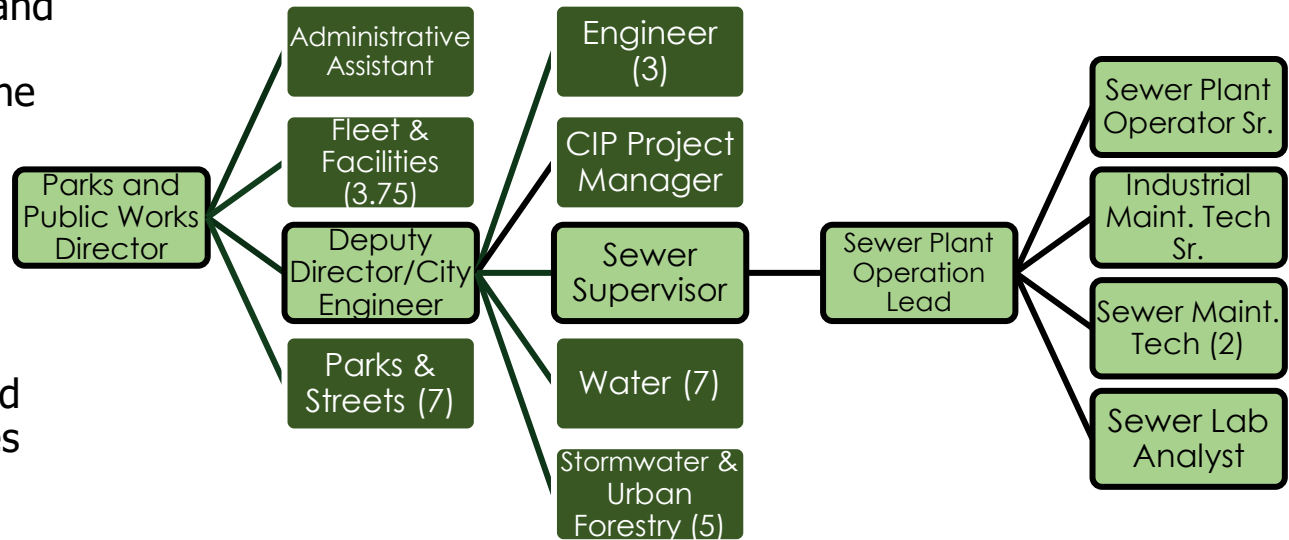 and
ne
d
es
Parks and
Public Works
Director
Administrative
Assistant
Fleet &
Facilities
(3.75)
Deputy
Director/City
Engineer
Parks &
Streets (7)
Engineer
(3)
CIP Project
Manager
Sewer
Supervisor
Water (7)
Stormwater &
Urban
Forestry (5)
Sewer Plant
Operation
Lead
Sewer Plant
Operator Sr.
Industrial
Maint. Tech
Sr.
Sewer Maint.
Tech (2)
Sewer Lab
Analyst